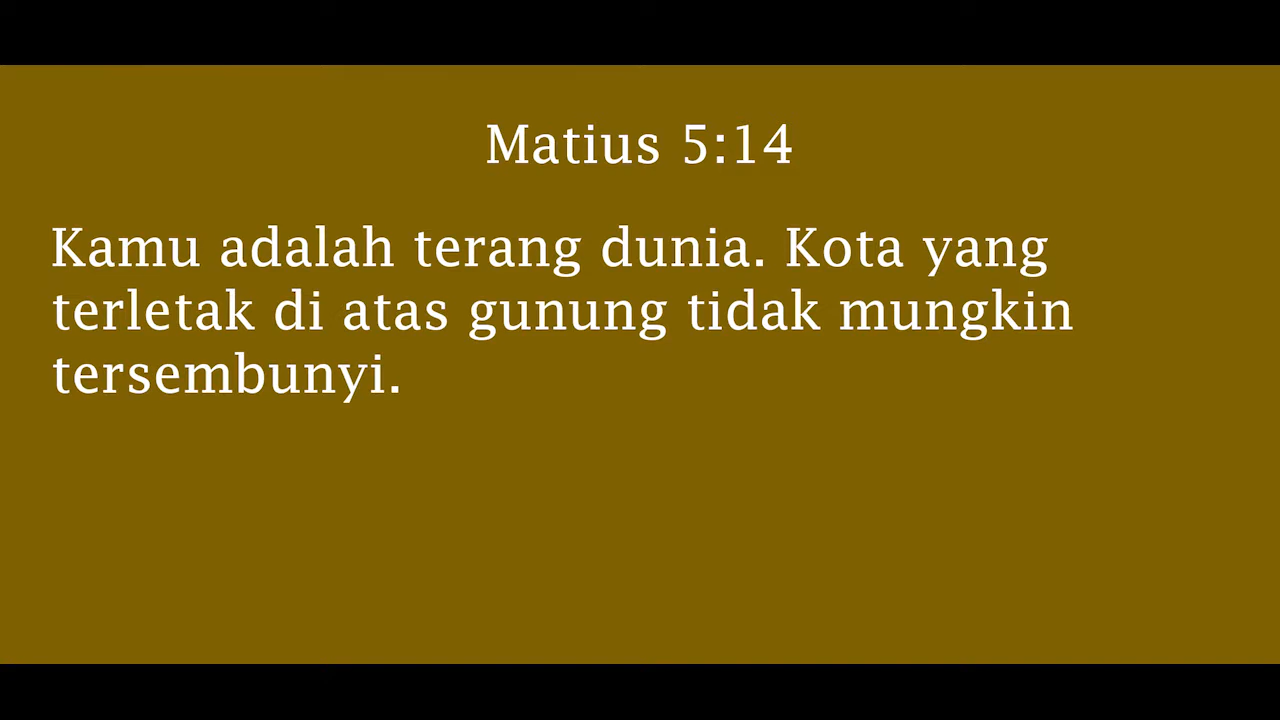 Matius 5:14
Kamu adalah terang dunia. Kota yang
terletak di atas gunung tidak mungkin
tersembunyi.